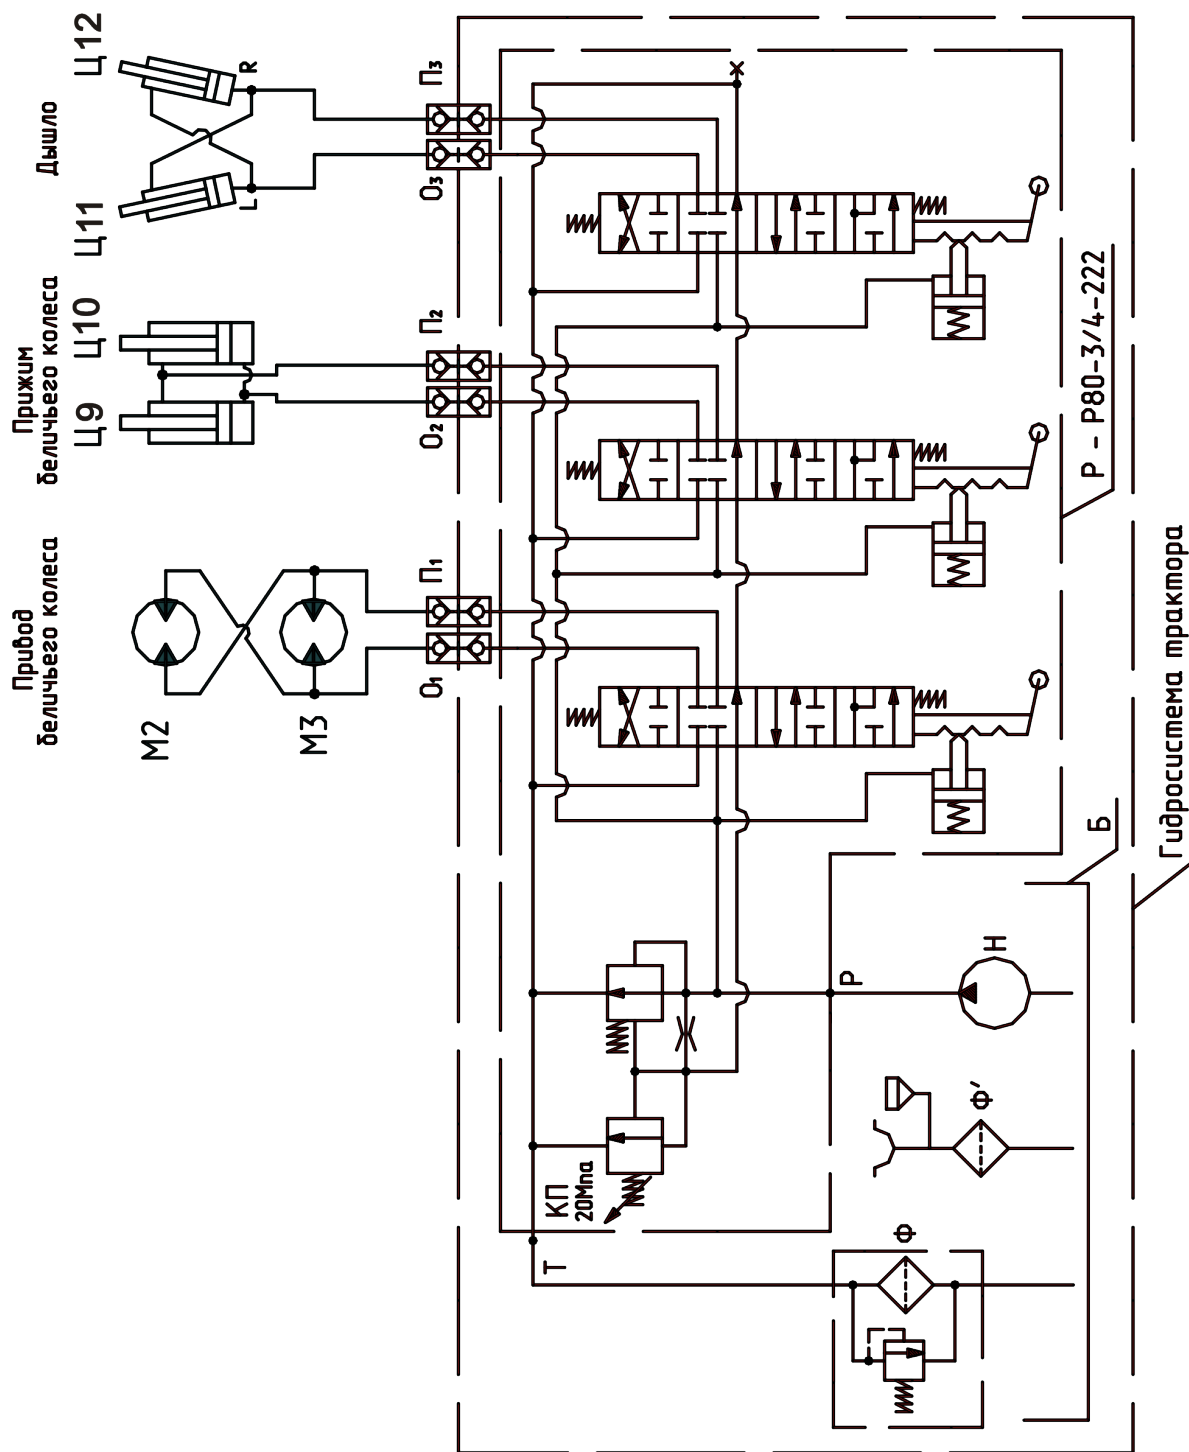 Дышло
Ц12
R
П3
Ц11
L
О3
Прижим
беличьего колеса
Ц10
П2
Ц9
О2
Привод
беличьего колеса
П1
О1
М2
М3
Р - Р80-3/4-222
Гидросистема трактора
Б
Н
Р
Ф'
КП
20Мпа
Ф
Т